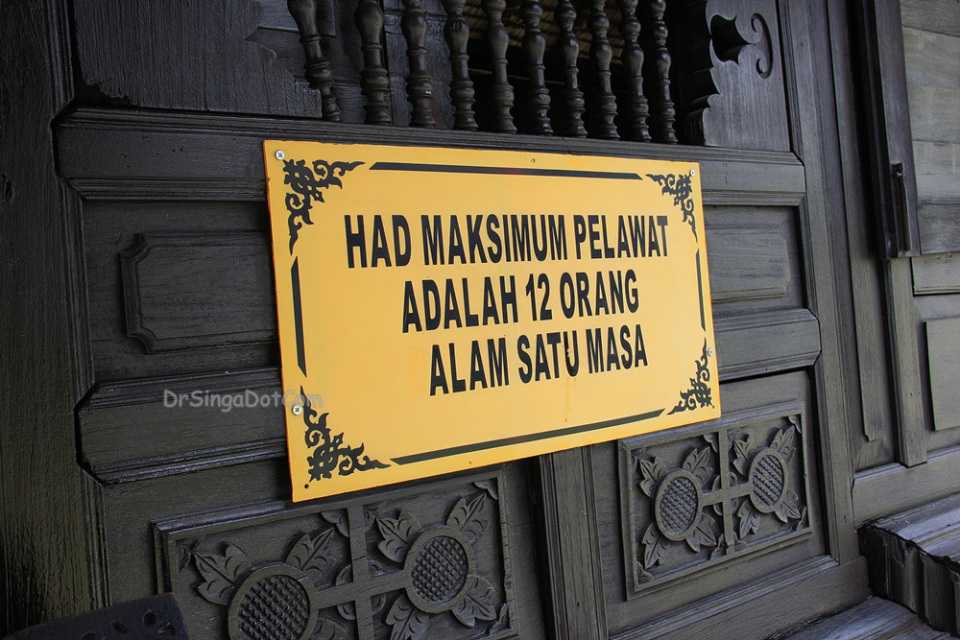 HAD MAKSIMUM PELAWAT
ADALAH 12 ORANG
ALAM SATU MASA
DrSingaDotCom